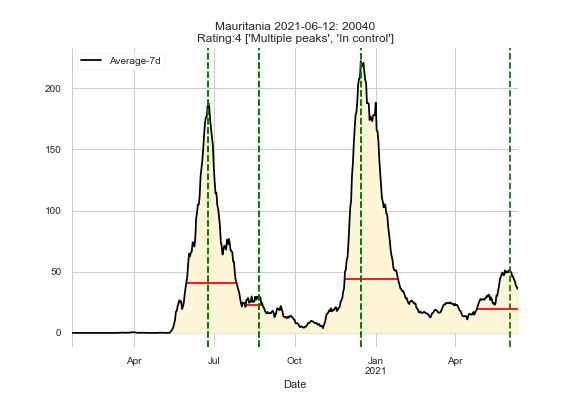 Mauritania 2021-06-12: 20040
Rating:4 ['Multiple peaks', 'In control']
Average-7d
200
150
100
50
0
Apr Jul Oct Jan Apr
2021
Date